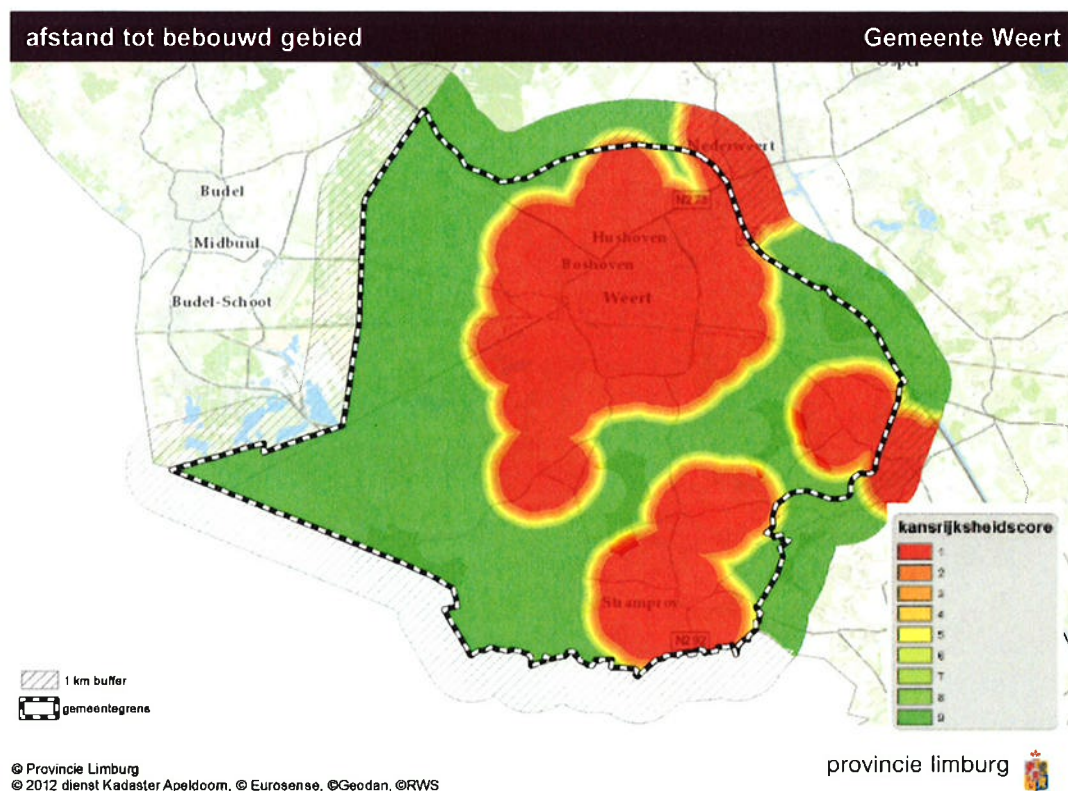 afstand tot bebouwd gebied
Gemeente Weert
Nederweert
Budel
Midbuul
Hushoven
Boshoven
Budel-Schoot
Weert
kansrijksheidscore
1
2
3
4
5
6
7
8
9
Stramproy
N292
1 km buffer
gemeentegrens
© Provincie Limburg
© 2012 dienst Kadaster Apeldoorn, © Eurosense, ©Geodan, ©RWS
provincie limburg